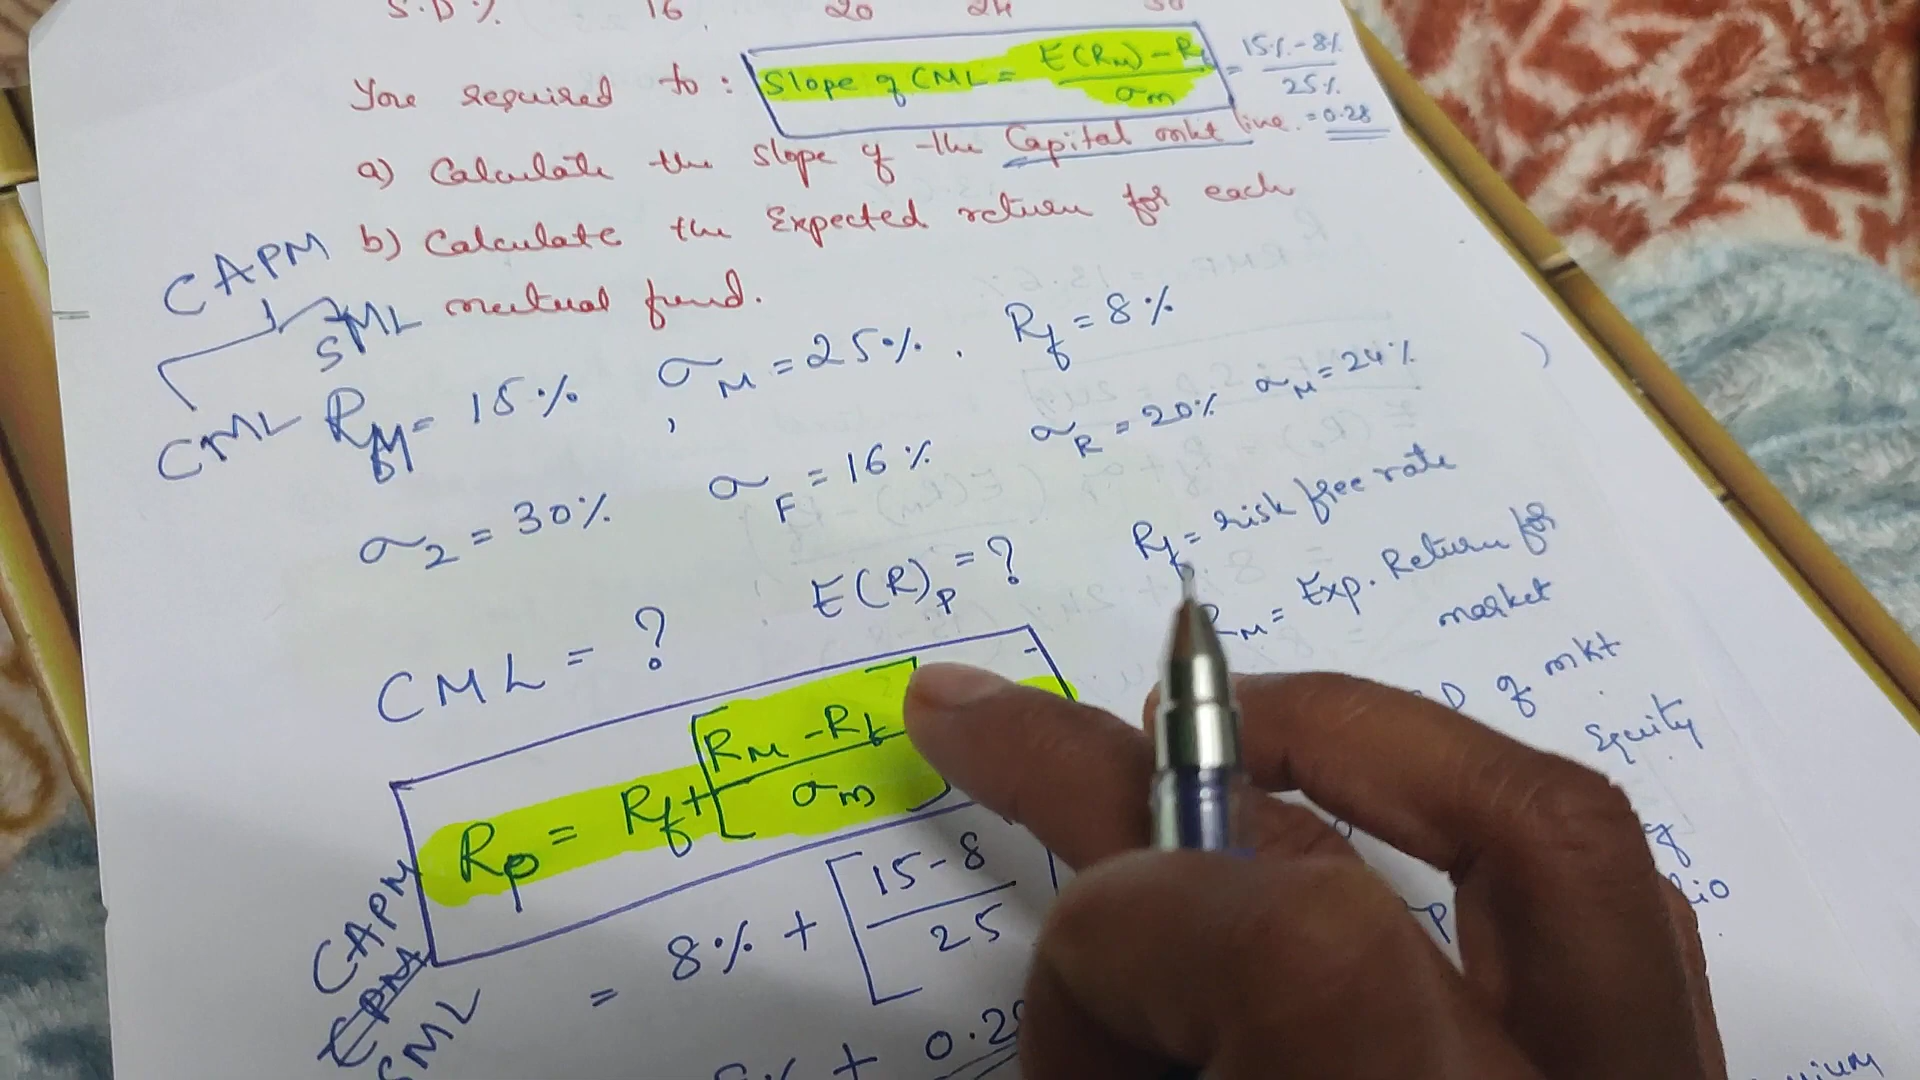 S.D % 16 20 24 30
You required to : Slope of CML = E(RM) - Rf / σm = 15% - 8% / 25%
a) Calculate the slope of the Capital mkt line. = 0.28
b) Calculate the Expected return for each
mutual fund.
CAPM
SML
CML
RM = 15% , σM = 25% . Rf = 8%
σ2 = 30% σF = 16% σR = 20% σM = 24%
CML = ? E(R)P = ?
Rf = risk free rate
RM = Exp. Return for
market
D of mkt
Equity
Rp = Rf + [RM - Rf / σm]
CAPM
SML
= 8% + [15 - 8 / 25
8% + 0.28